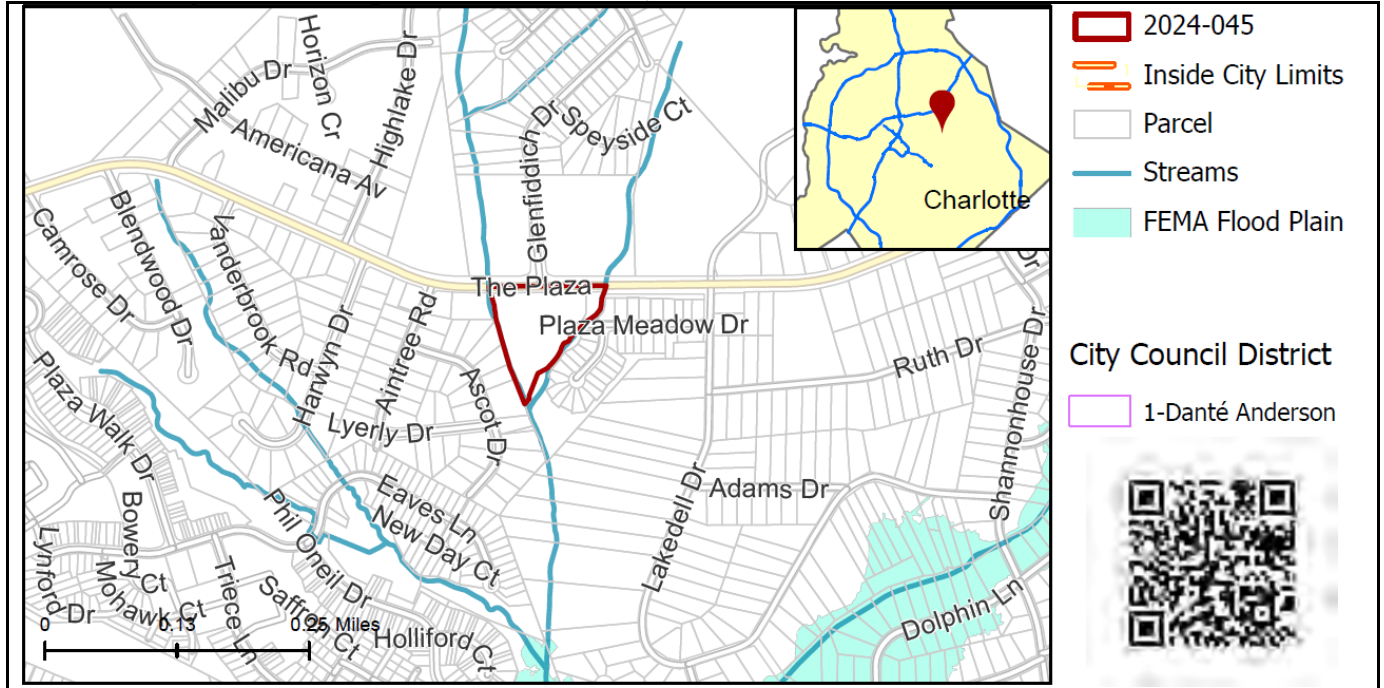 Horizon Cr
Malibu Dr
Highlake Dr
Americana Av
Glenfiddich Dr
Speyside Ct
Charlotte
Camrose Dr
Blendwood Dr
Vanderbrook Rd
The Plaza
Plaza Meadow Dr
Dr
Harwyn Dr
Aintree Rd
Ascot Dr
Ruth Dr
Shannonhouse Dr
Plaza Walk Dr
Lyerly Dr
Lakedell Dr
Adams Dr
Bowery Ct
Phil Oneil Dr
Eaves Ln
New Day Ct
Lynford Dr
Mohawk Ct
Triece Ln
Saffron Ct
Holliford Ct
Dolphin Ln
0 0.13 0.25 Miles
2024-045
Inside City Limits
Parcel
Streams
FEMA Flood Plain
City Council District
1-Danté Anderson